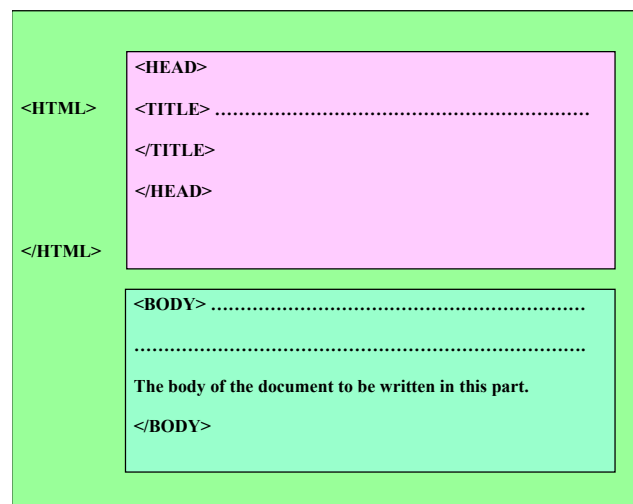 <HEAD>
<HTML> <TITLE> ...............................................................
</TITLE>
</HEAD>
</HTML>
<BODY> ...............................................................
............................................................................
The body of the document to be written in this part.
</BODY>